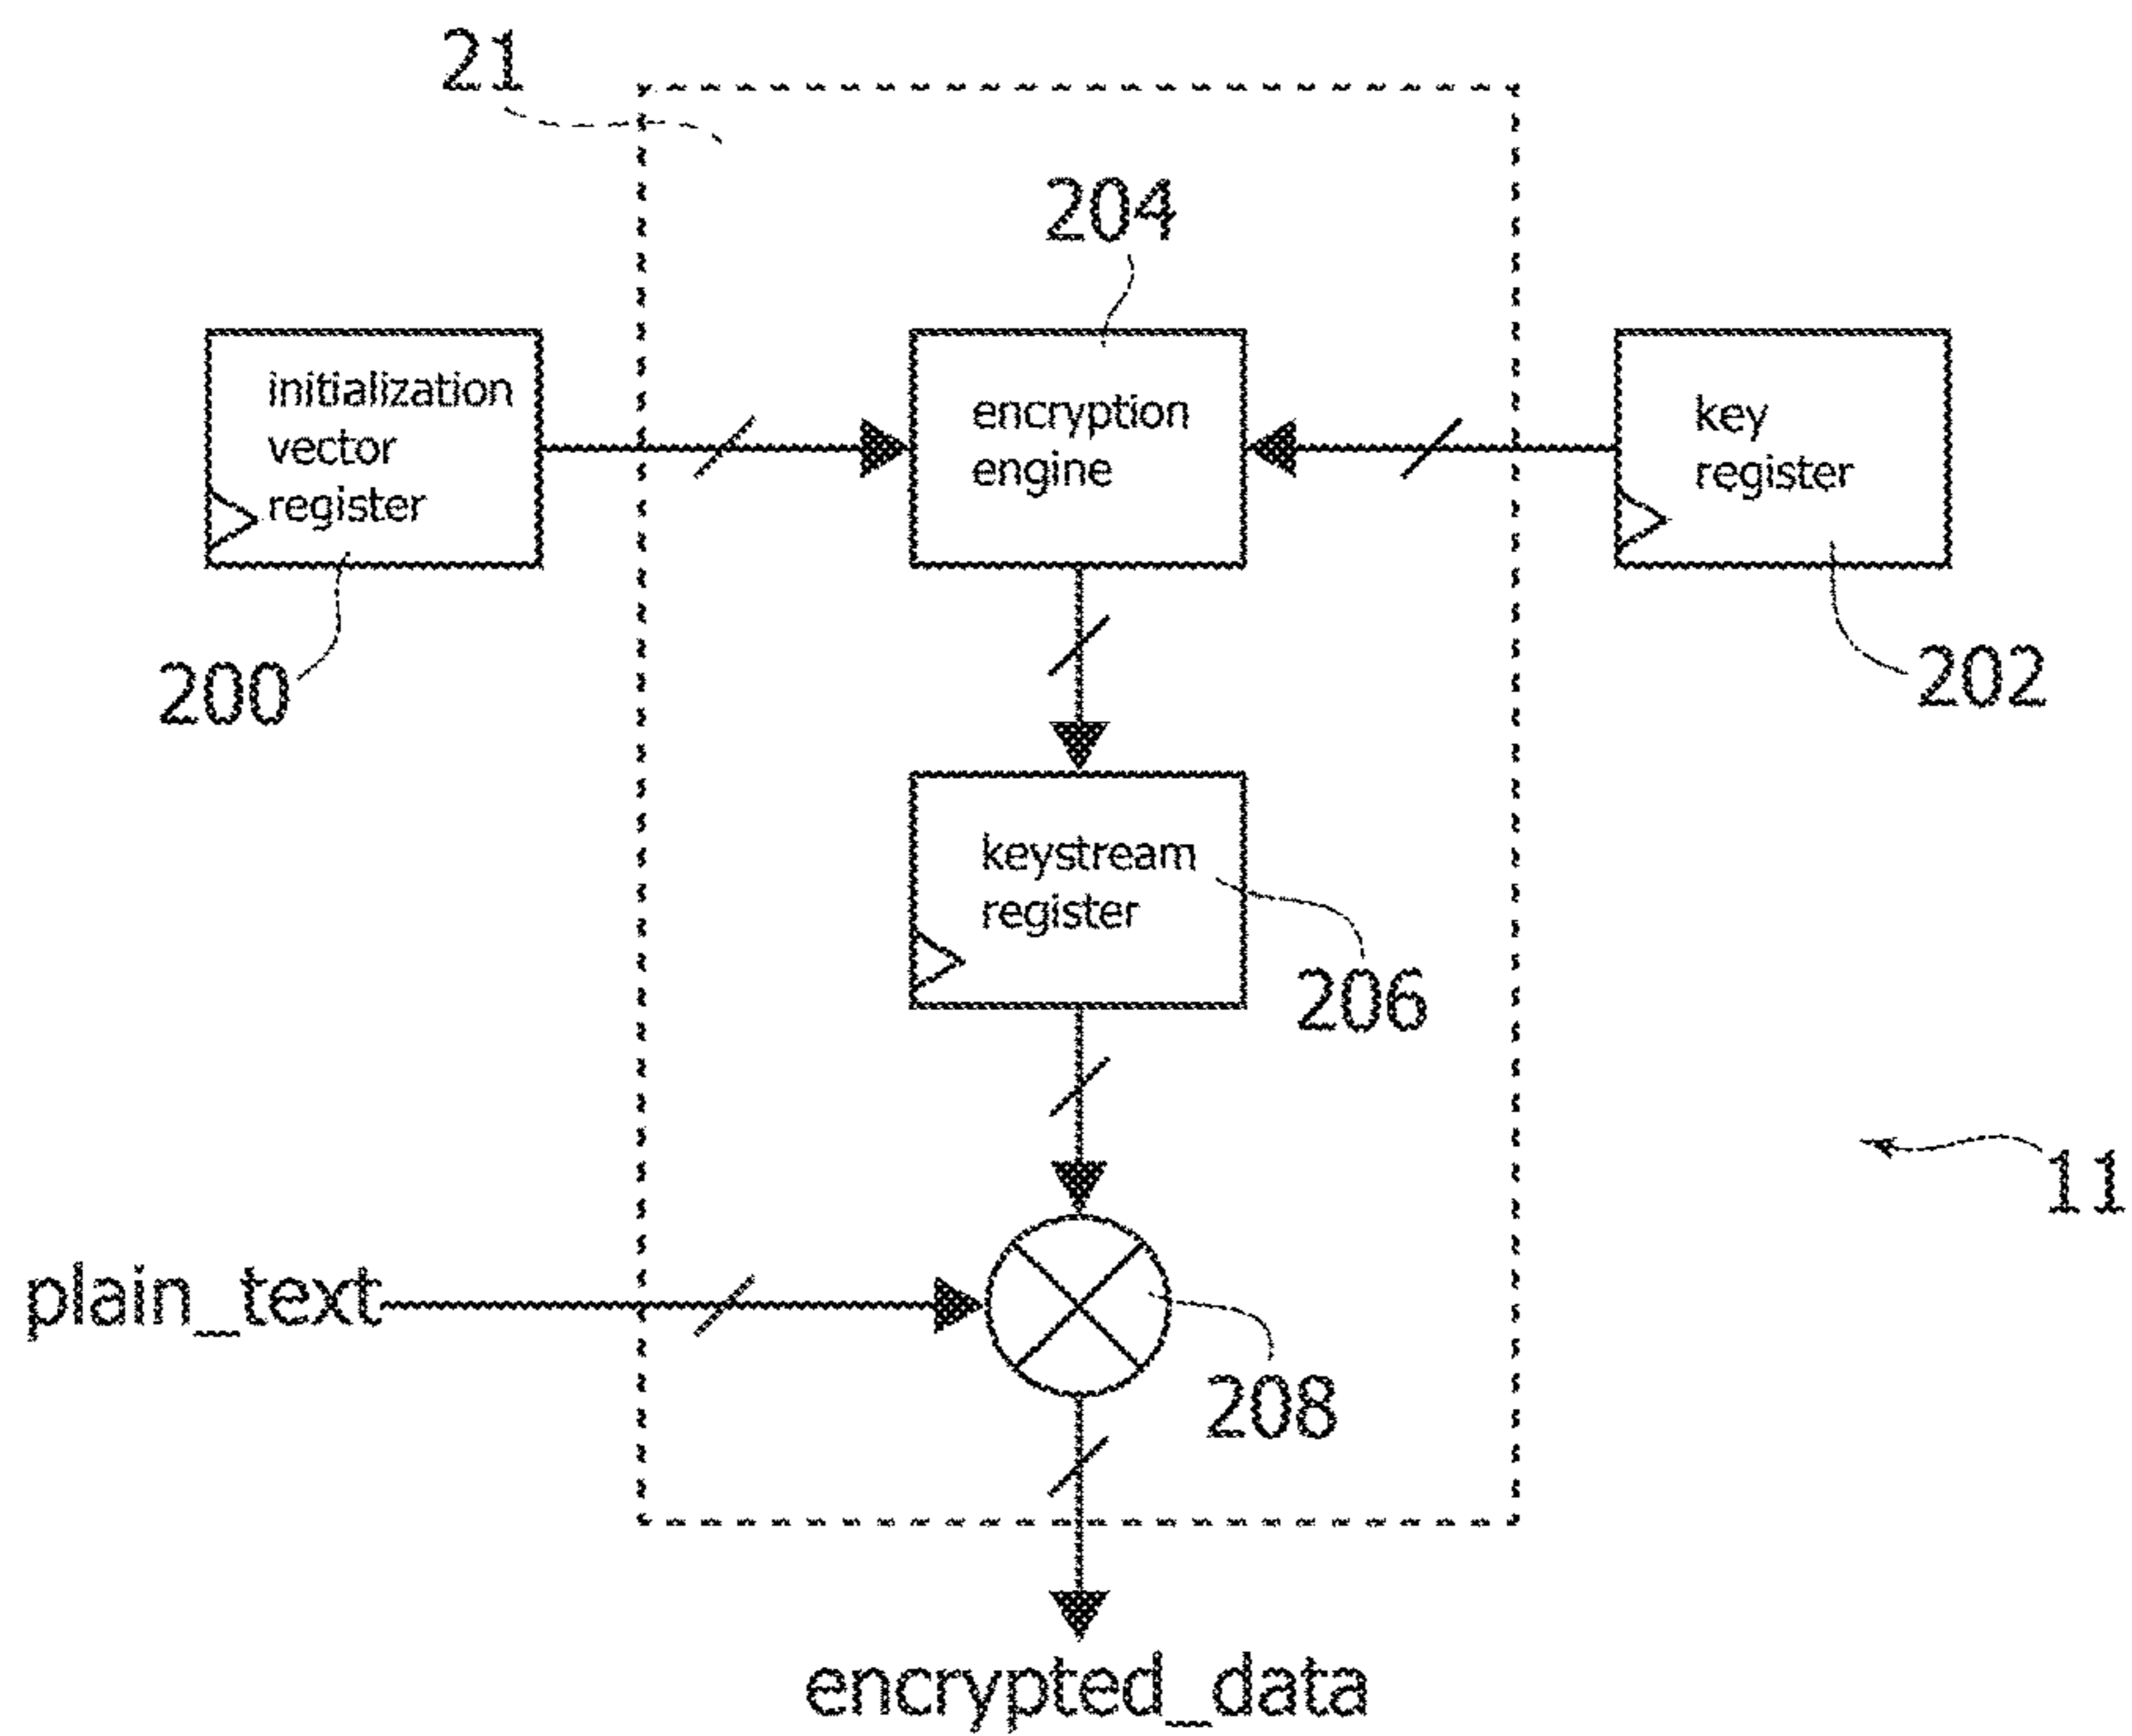 21
204
initialization
vector
register
encryption
engine
key
register
200
202
keystream
register
206
11
plain_text
208
encrypted_data